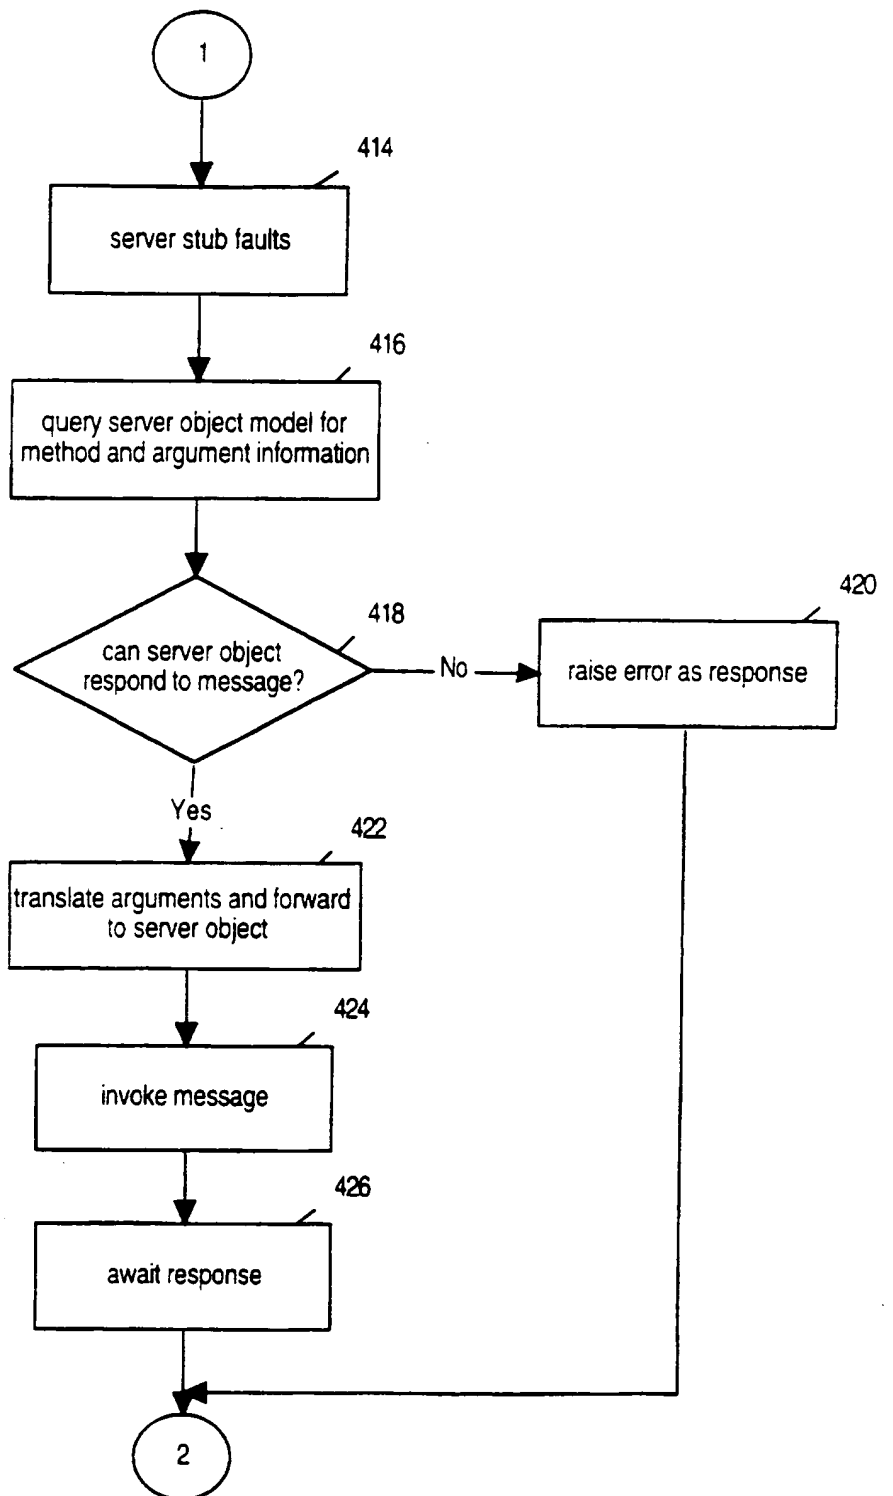 1
414
server stub faults
416
query server object model for
method and argument information
418
can server object
respond to message?
No
420
raise error as response
Yes
422
translate arguments and forward
to server object
424
invoke message
426
await response
2